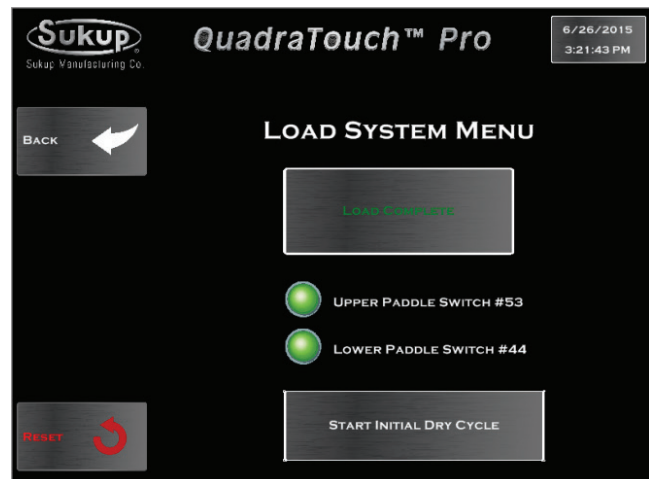 Sukup
Sukup Manufacturing Co.
QuadraTouch™ Pro
6/26/2015
3:21:43 PM
BACK
LOAD SYSTEM MENU
LOAD COMPLETE
UPPER PADDLE SWITCH #53
LOWER PADDLE SWITCH #44
RESET
START INITIAL DRY CYCLE